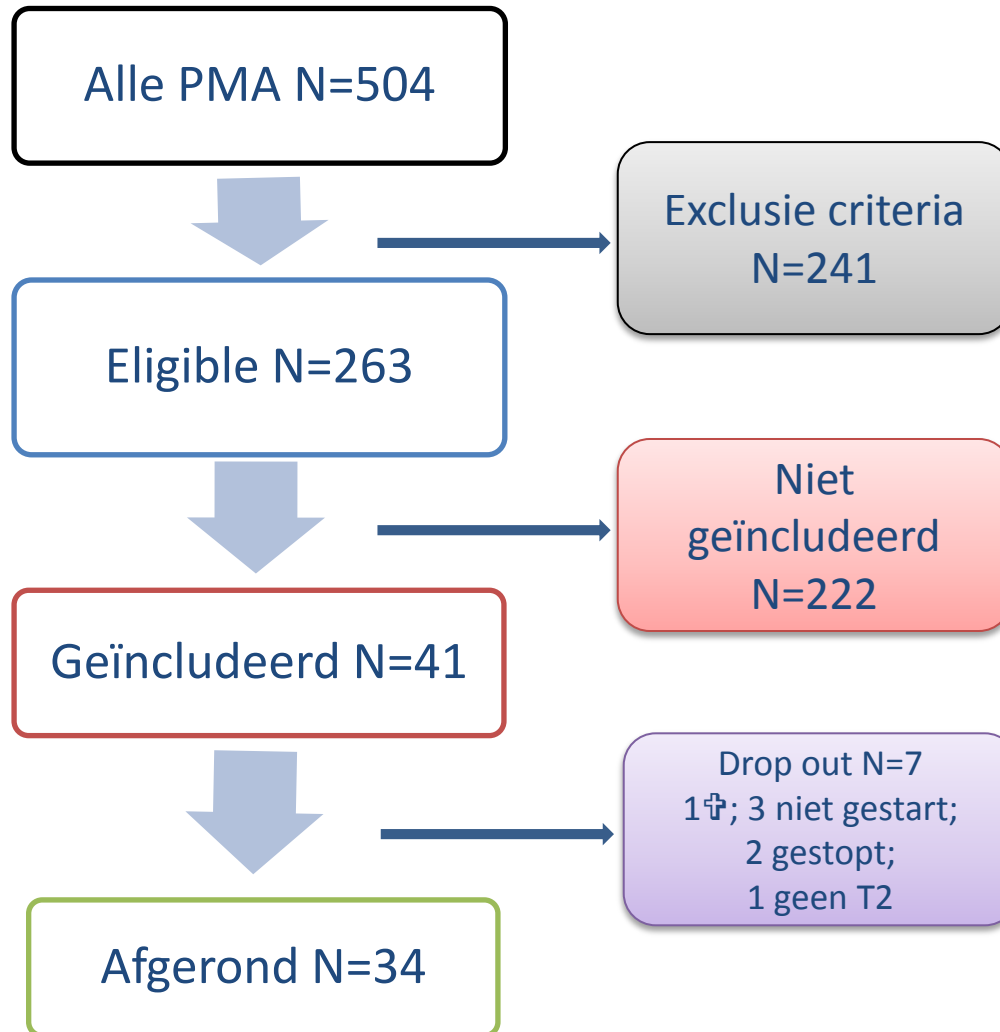 Alle PMA N=504
Exclusie criteria
N=241
Eligible N=263
Niet
geïncludeerd
N=222
Geïncludeerd N=41
Drop out N=7
1✞; 3 niet gestart;
2 gestopt;
1 geen T2
Afgerond N=34